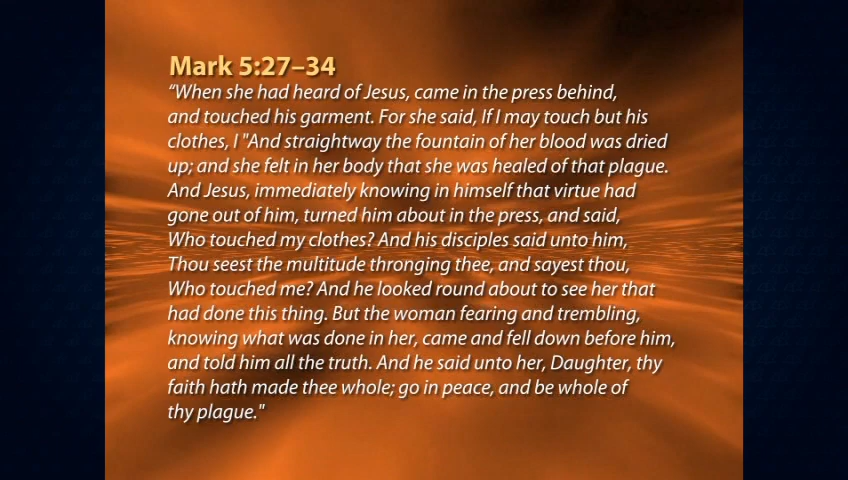 Mark 5:27–34
“When she had heard of Jesus, came in the press behind,
and touched his garment. For she said, If I may touch but his
clothes, I "And straightway the fountain of her blood was dried
up; and she felt in her body that she was healed of that plague.
And Jesus, immediately knowing in himself that virtue had
gone out of him, turned him about in the press, and said,
Who touched my clothes? And his disciples said unto him,
Thou seest the multitude thronging thee, and sayest thou,
Who touched me? And he looked round about to see her that
had done this thing. But the woman fearing and trembling,
knowing what was done in her, came and fell down before him,
and told him all the truth. And he said unto her, Daughter, thy
faith hath made thee whole; go in peace, and be whole of
thy plague."